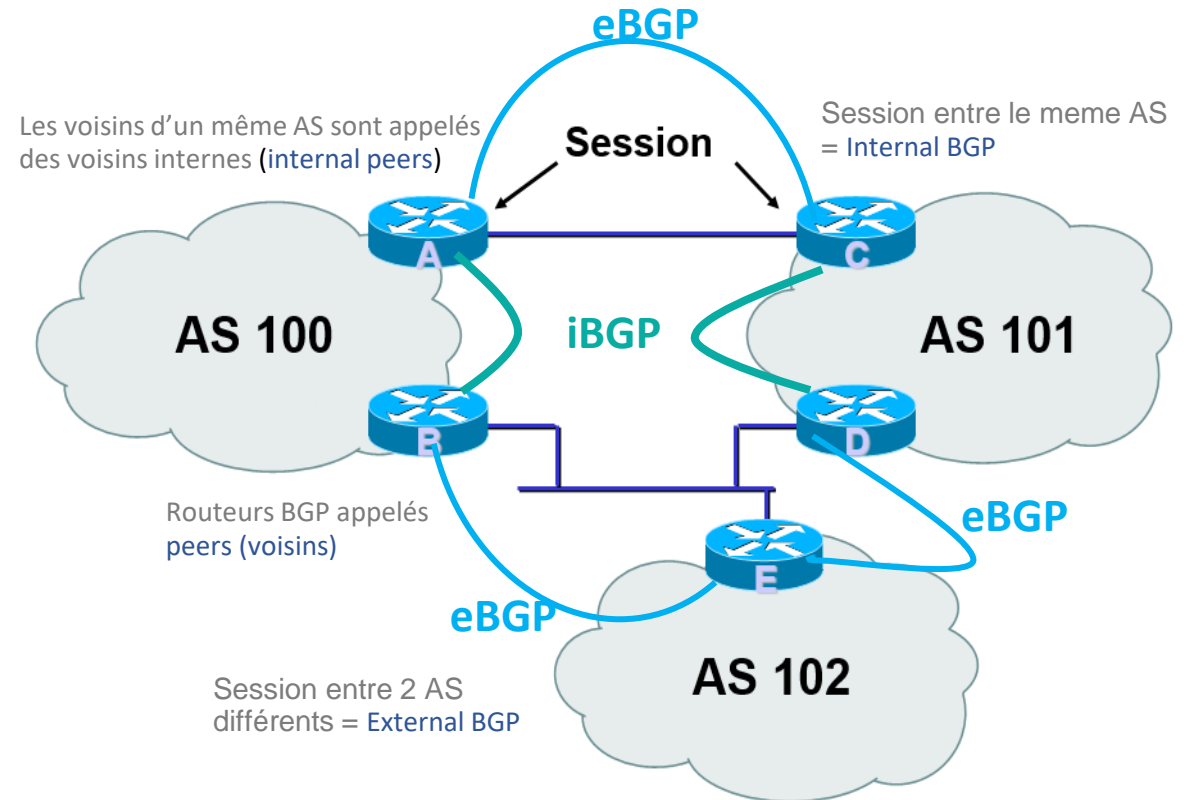 eBGP
Les voisins d'un même AS sont appelés
des voisins internes (internal peers)
Session
Session entre le meme AS
= Internal BGP
A
C
AS 100
iBGP
AS 101
B
D
Routeurs BGP appelés
peers (voisins)
eBGP
E
eBGP
AS 102
Session entre 2 AS
différents = External BGP